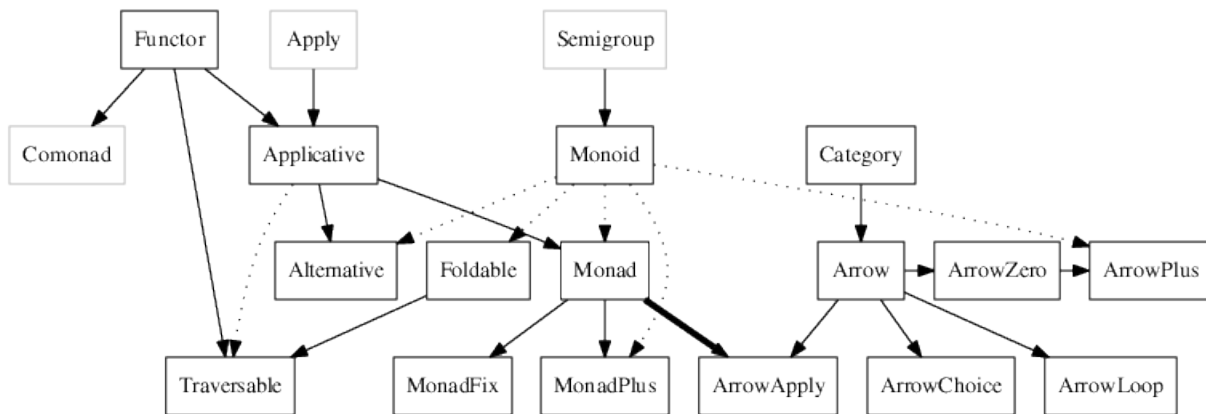 Functor
Apply
Semigroup
Comonad
Applicative
Monoid
Category
Alternative
Foldable
Monad
Arrow
ArrowZero
ArrowPlus
Traversable
MonadFix
MonadPlus
ArrowApply
ArrowChoice
ArrowLoop